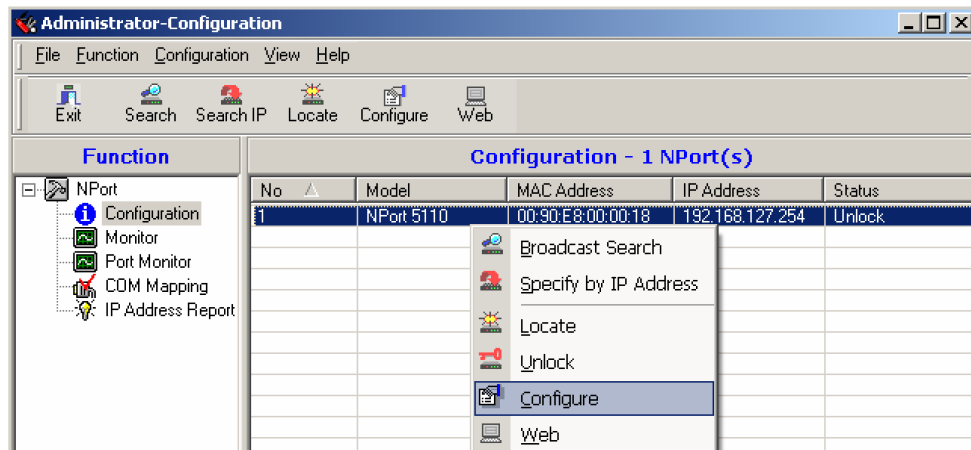 Administrator-Configuration
File Function Configuration View Help
Exit Search Search IP Locate Configure Web
Function
Configuration - 1 NPort(s)
NPort
Configuration
Monitor
Port Monitor
COM Mapping
IP Address Report
No Model MAC Address IP Address Status
1 NPort 5110 00:90:E8:00:00:18 192.168.127.254 Unlock
Broadcast Search
Specify by IP Address
Locate
Unlock
Configure
Web